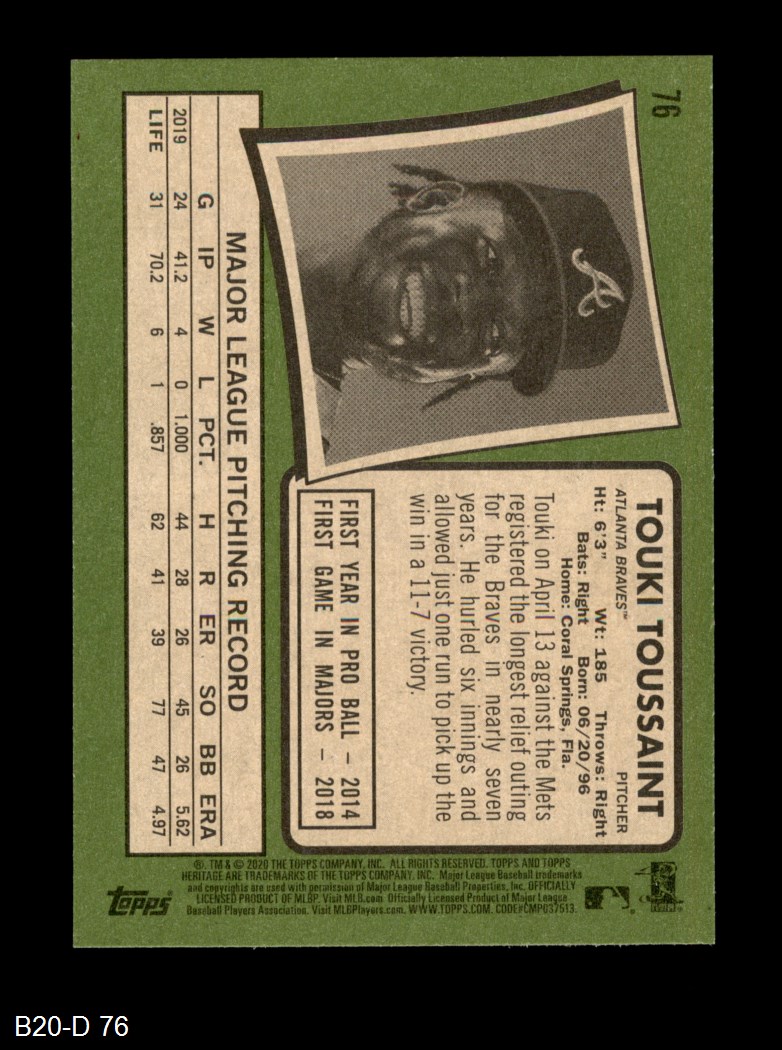 76
TOUKI TOUSSAINT
ATLANTA BRAVES™ PITCHER
Ht: 6'3" Wt: 185 Throws: Right
Bats: Right Born: 06/20/96
Home: Coral Springs, Fla.
Touki on April 13 against the Mets
registered the longest relief outing
for the Braves in nearly seven
years. He hurled six innings and
allowed just one run to pick up the
win in a 11-7 victory.
FIRST YEAR IN PRO BALL – 2014
FIRST GAME IN MAJORS – 2018
MAJOR LEAGUE PITCHING RECORD
G IP W L PCT. H R ER SO BB ERA
2019 24 41.2 4 0 1.000 44 28 26 45 26 5.62
LIFE 31 70.2 6 1 .857 62 41 39 77 47 4.97
®, TM & © 2020 THE TOPPS COMPANY, INC. ALL RIGHTS RESERVED. TOPPS AND TOPPS
HERITAGE ARE TRADEMARKS OF THE TOPPS COMPANY, INC. Major League Baseball trademarks
and copyrights are used with permission of Major League Baseball Properties, Inc. OFFICIALLY
LICENSED PRODUCT OF MLBP. Visit MLB.com Officially Licensed Product of Major League
Baseball Players Association. Visit MLBPlayers.com. WWW.TOPPS.COM. CODE#CMP037513
topps
B20-D 76